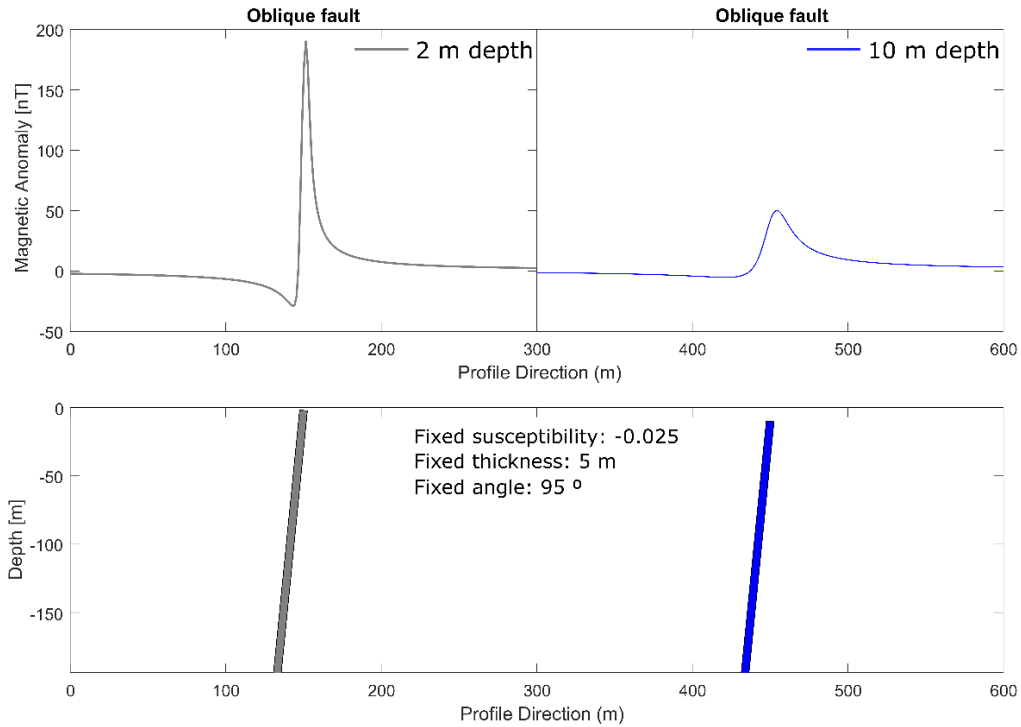 Oblique fault
Oblique fault
200
150
100
50
0
-50
Magnetic Anomaly [nT]
2 m depth
10 m depth
0
100
200
300
400
500
600
Profile Direction (m)
0
-50
-100
-150
Depth [m]
Fixed susceptibility: -0.025
Fixed thickness: 5 m
Fixed angle: 95 º
0
100
200
300
400
500
600
Profile Direction (m)